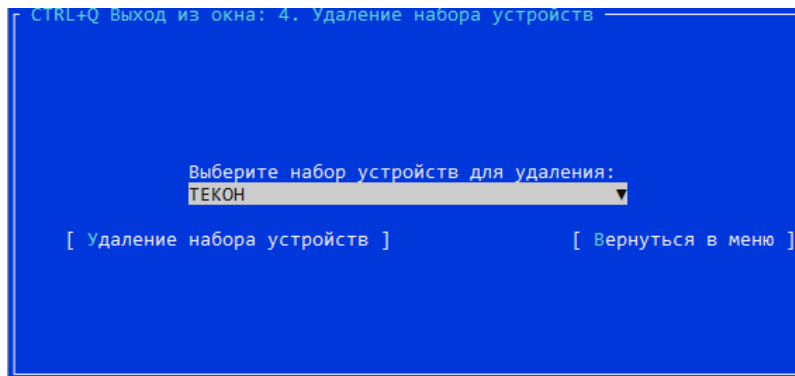 CTRL+Q Выход из окна: 4. Удаление набора устройств
Выберите набор устройств для удаления:
ТЕКОН ▼
[ Удаление набора устройств ] [ Вернуться в меню ]